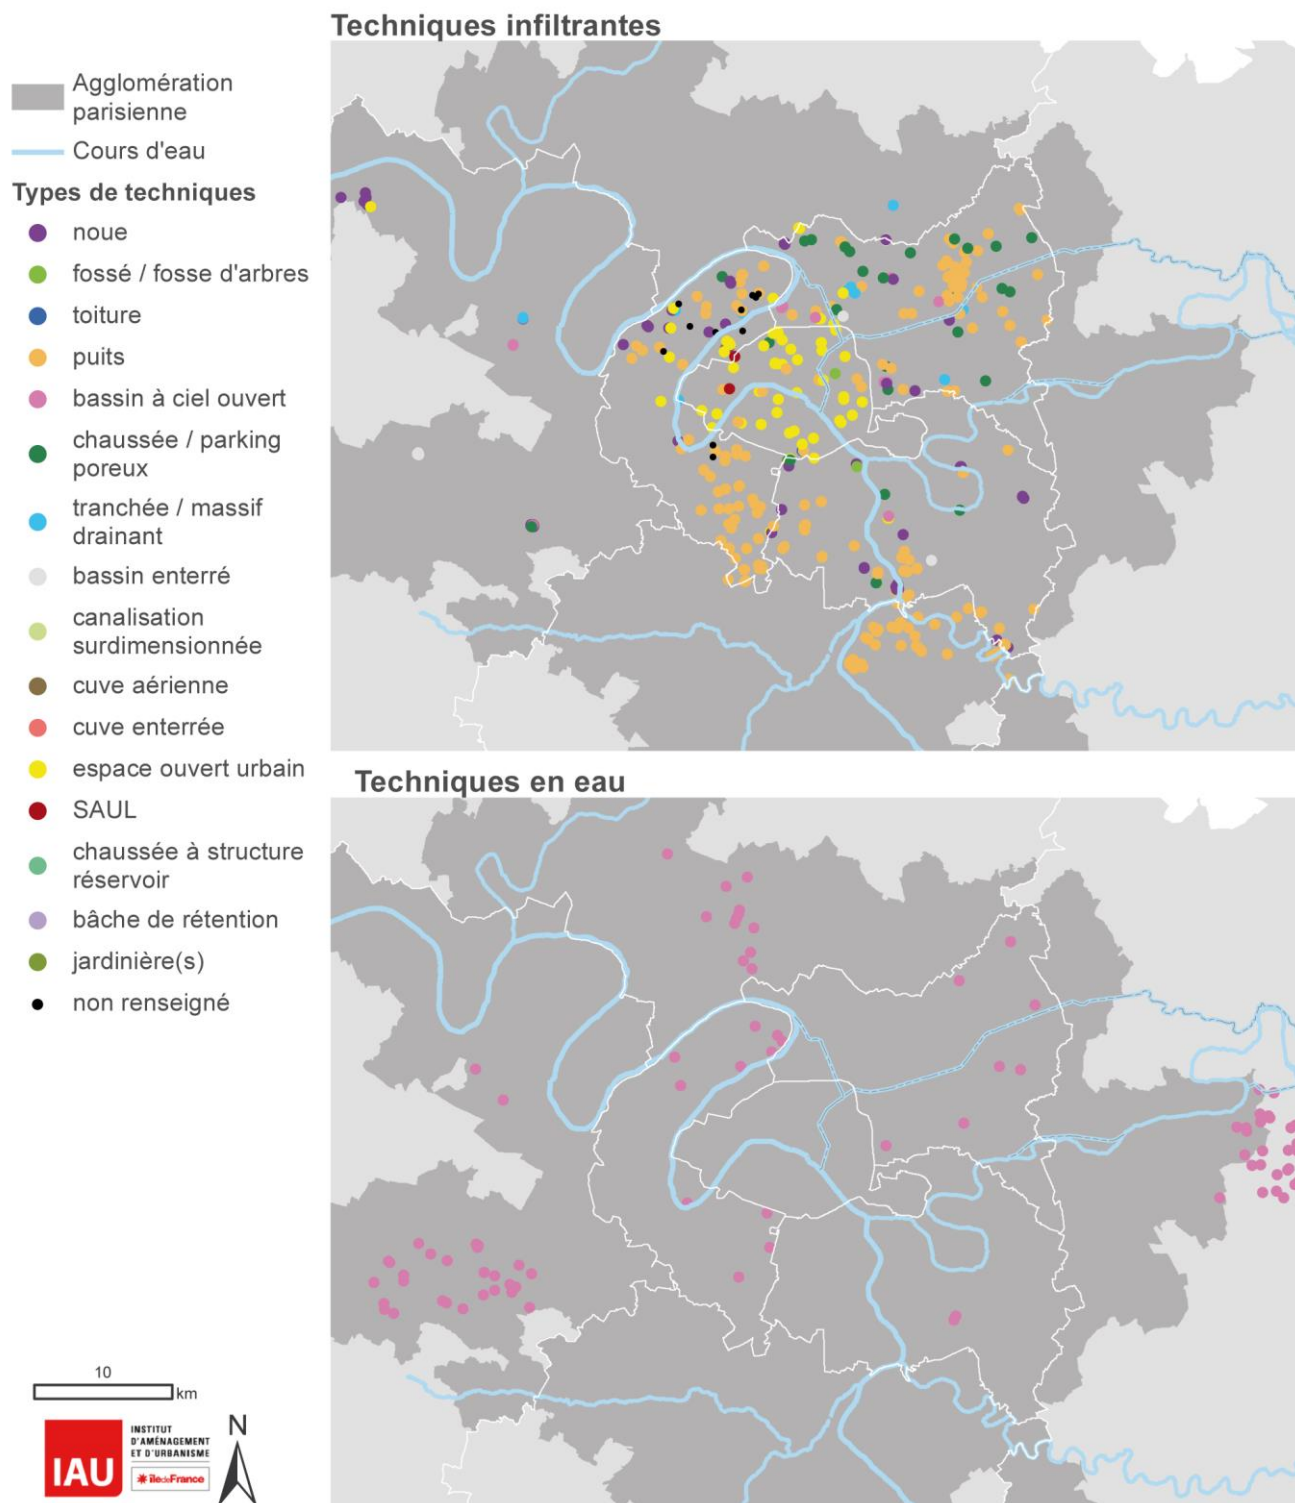 Techniques infiltrantes
Agglomération
parisienne
Cours d'eau
Types de techniques
noue
fossé / fosse d'arbres
toiture
puits
bassin à ciel ouvert
chaussée / parking
poreux
tranchée / massif
drainant
bassin enterré
canalisation
surdimensionnée
cuve aérienne
cuve enterrée
espace ouvert urbain
SAUL
chaussée à structure
réservoir
bâche de rétention
jardinière(s)
non renseigné
Techniques en eau
10
km
IAU
INSTITUT
D'AMÉNAGEMENT
ET D'URBANISME
îledeFrance
N